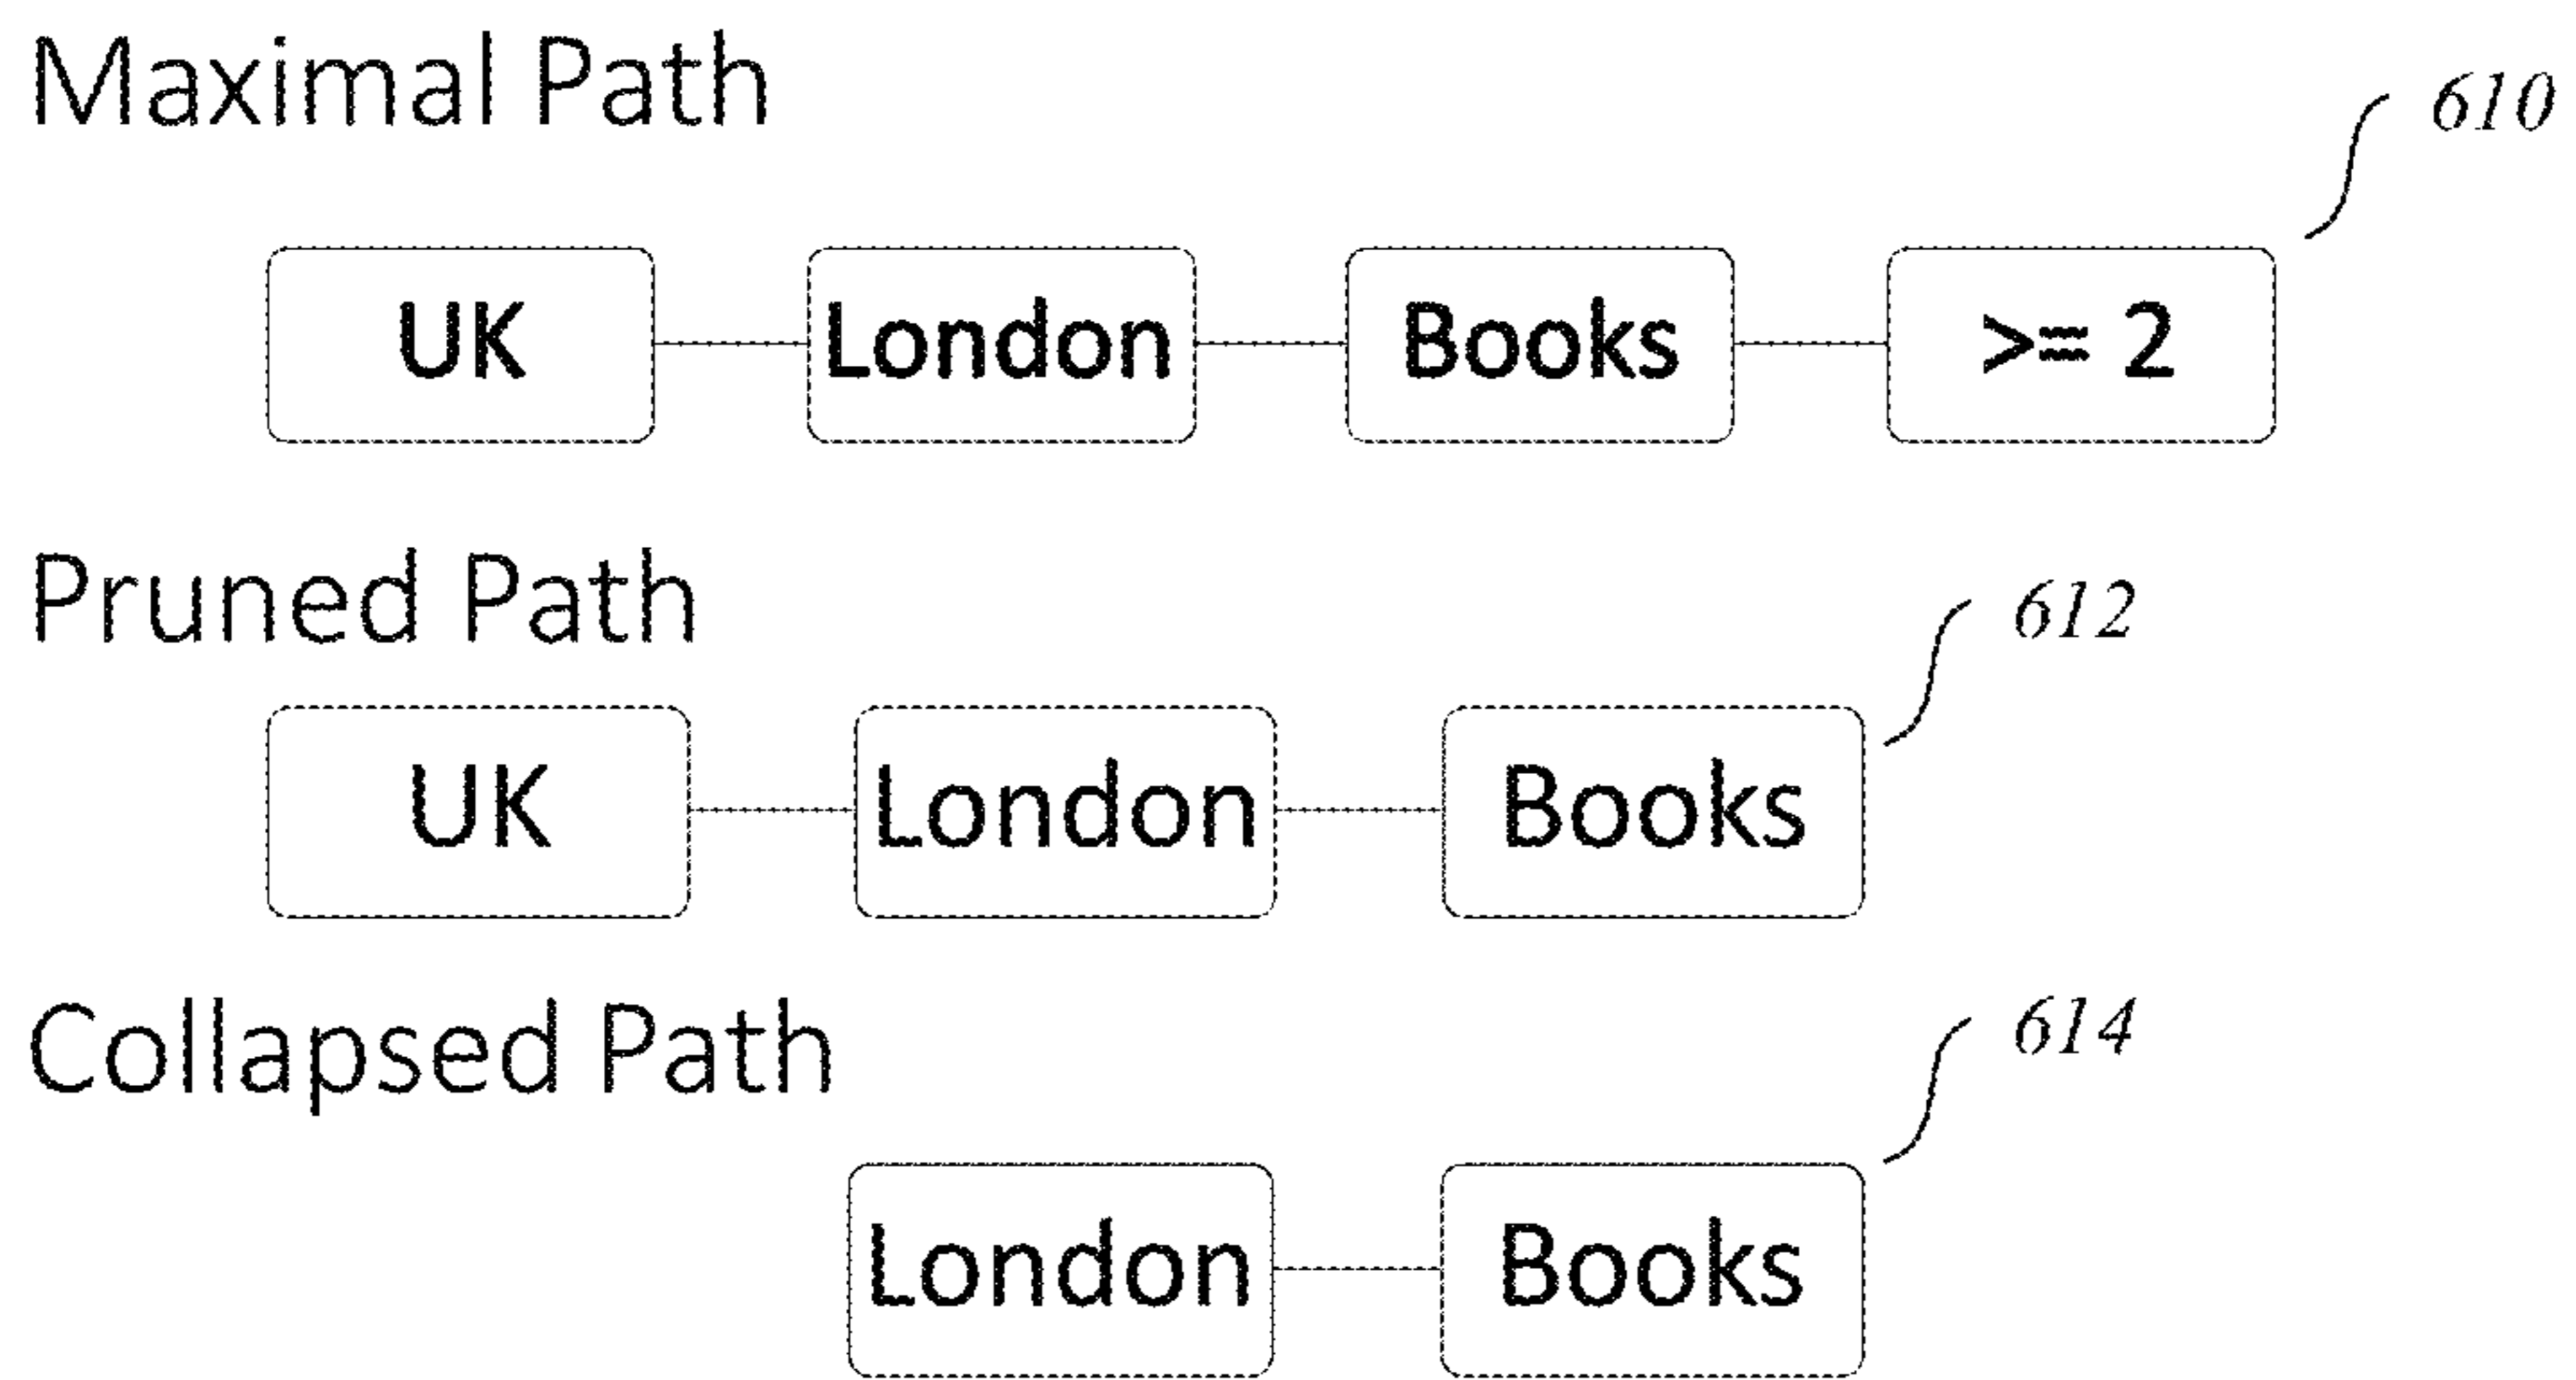 Maximal Path
610
UK London Books >= 2
Pruned Path
612
UK London Books
Collapsed Path
614
London Books